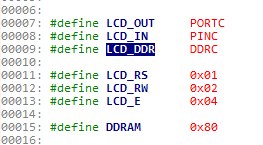 00006:
00007: #define LCD_OUT PORTC
00008: #define LCD_IN PINC
00009: #define LCD_DDR DDRC
00010:
00011: #define LCD_RS 0x01
00012: #define LCD_RW 0x02
00013: #define LCD_E 0x04
00014:
00015: #define DDRAM 0x80
00016: